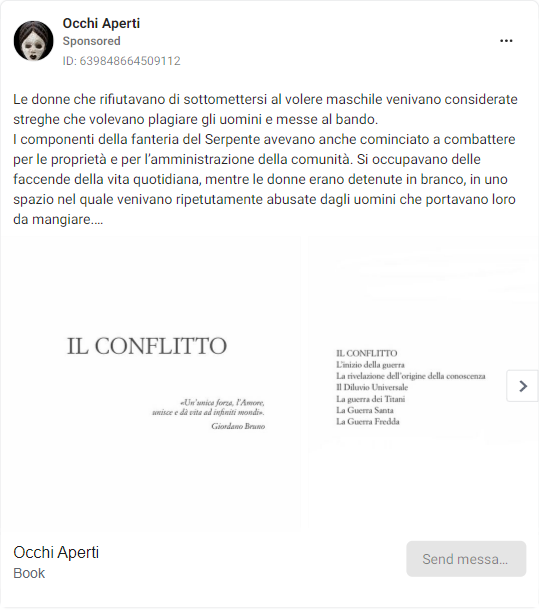 Occhi Aperti
Sponsored
ID: 639848664509112
Le donne che rifiutavano di sottomettersi al volere maschile venivano considerate
streghe che volevano plagiare gli uomini e messe al bando.
I componenti della fanteria del Serpente avevano anche cominciato a combattere
per le proprietà e per l’amministrazione della comunità. Si occupavano delle
faccende della vita quotidiana, mentre le donne erano detenute in branco, in uno
spazio nel quale venivano ripetutamente abusate dagli uomini che portavano loro
da mangiare....
IL CONFLITTO
«Un'unica forza, l'Amore,
unisce e dà vita ad infiniti mondi».
Giordano Bruno
IL CONFLITTO
L'inizio della guerra
La rivelazione dell'origine della conoscenza
Il Diluvio Universale
La guerra dei Titani
La Guerra Santa
La Guerra Fredda
Occhi Aperti
Book
Send messa...